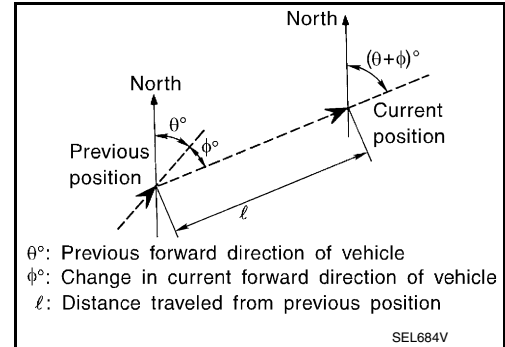 North
(θ+ϕ)°
North
θ°
ϕ°
Current
position
Previous
position
ℓ
θ°: Previous forward direction of vehicle
ϕ°: Change in current forward direction of vehicle
ℓ: Distance traveled from previous position
SEL684V